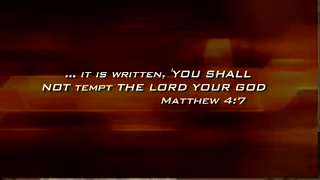 ... it is written, 'YOU SHALL
NOT tempt THE LORD YOUR GOD
Matthew 4:7